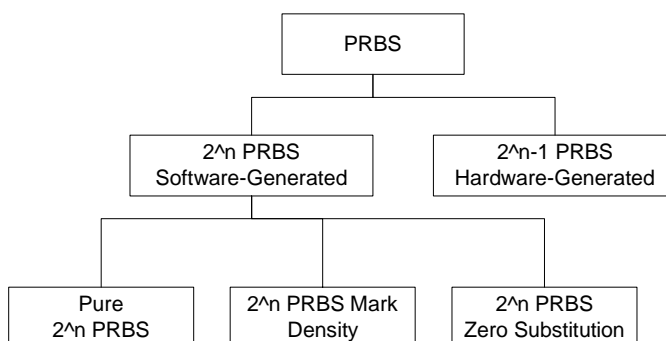 PRBS
2^n PRBS
Software-Generated
2^n-1 PRBS
Hardware-Generated
Pure
2^n PRBS
2^n PRBS Mark
Density
2^n PRBS
Zero Substitution